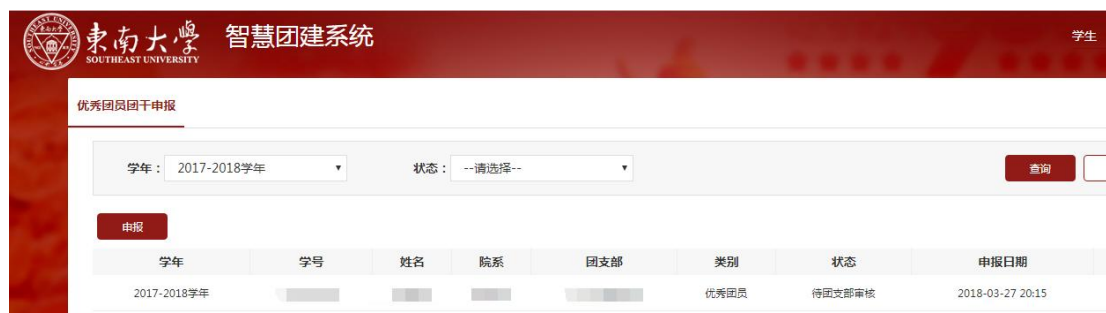 東南大學 智慧团建系统 学生
SOUTHEAST UNIVERSITY
优秀团员团干申报
学年： 2017-2018学年 状态： --请选择-- 查询
申报
学年 学号 姓名 院系 团支部 类别 状态 申报日期
2017-2018学年 优秀团员 待团支部审核 2018-03-27 20:15